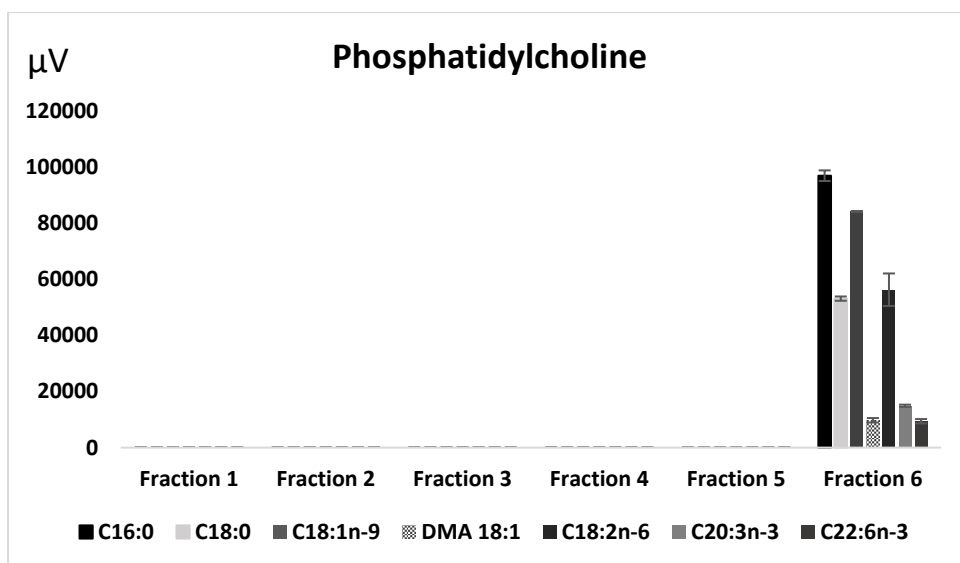 µV
Phosphatidylcholine
120000
100000
80000
60000
40000
20000
0
Fraction 1 Fraction 2 Fraction 3 Fraction 4 Fraction 5 Fraction 6
C16:0 C18:0 C18:1n-9 DMA 18:1 C18:2n-6 C20:3n-3 C22:6n-3